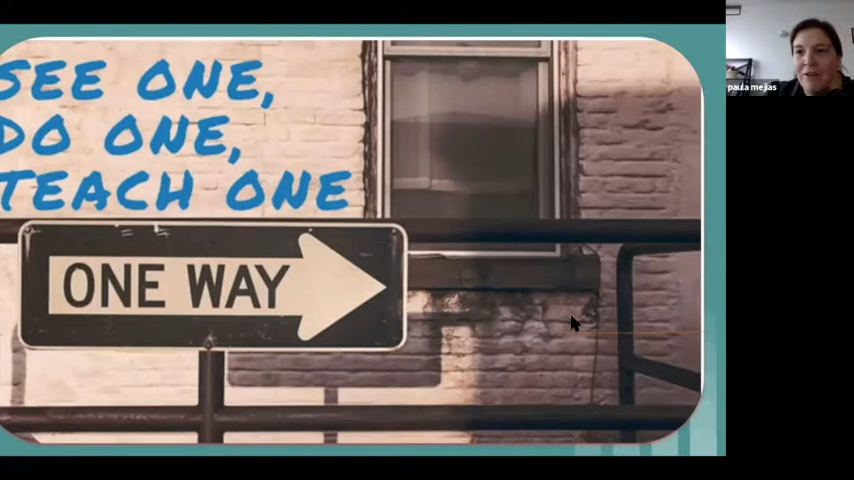 SEE ONE,
DO ONE,
TEACH ONE
ONE WAY
paula mejias